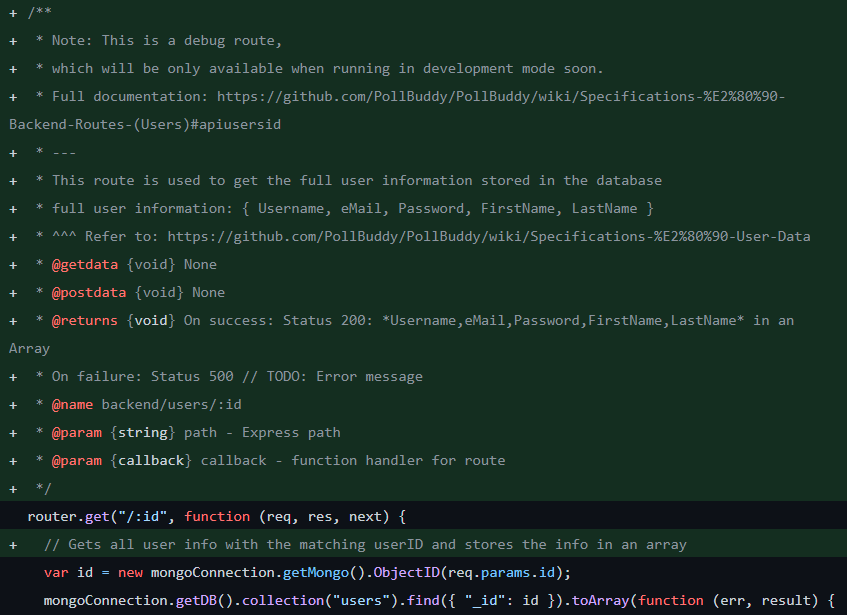 + /**
+  * Note: This is a debug route,
+  * which will be only available when running in development mode soon.
+  * Full documentation: https://github.com/PollBuddy/PollBuddy/wiki/Specifications-%E2%80%90-
Backend-Routes-(Users)#apiusersid
+  * ---
+  * This route is used to get the full user information stored in the database
+  * full user information: { Username, eMail, Password, FirstName, LastName }
+  * ^^^ Refer to: https://github.com/PollBuddy/PollBuddy/wiki/Specifications-%E2%80%90-User-Data
+  * @getdata {void} None
+  * @postdata {void} None
+  * @returns {void} On success: Status 200: *Username,eMail,Password,FirstName,LastName* in an
Array
+  * On failure: Status 500 // TODO: Error message
+  * @name backend/users/:id
+  * @param {string} path - Express path
+  * @param {callback} callback - function handler for route
+  */
  router.get("/:id", function (req, res, next) {
+   // Gets all user info with the matching userID and stores the info in an array
    var id = new mongoConnection.getMongo().ObjectID(req.params.id);
    mongoConnection.getDB().collection("users").find({ "_id": id }).toArray(function (err, result) {